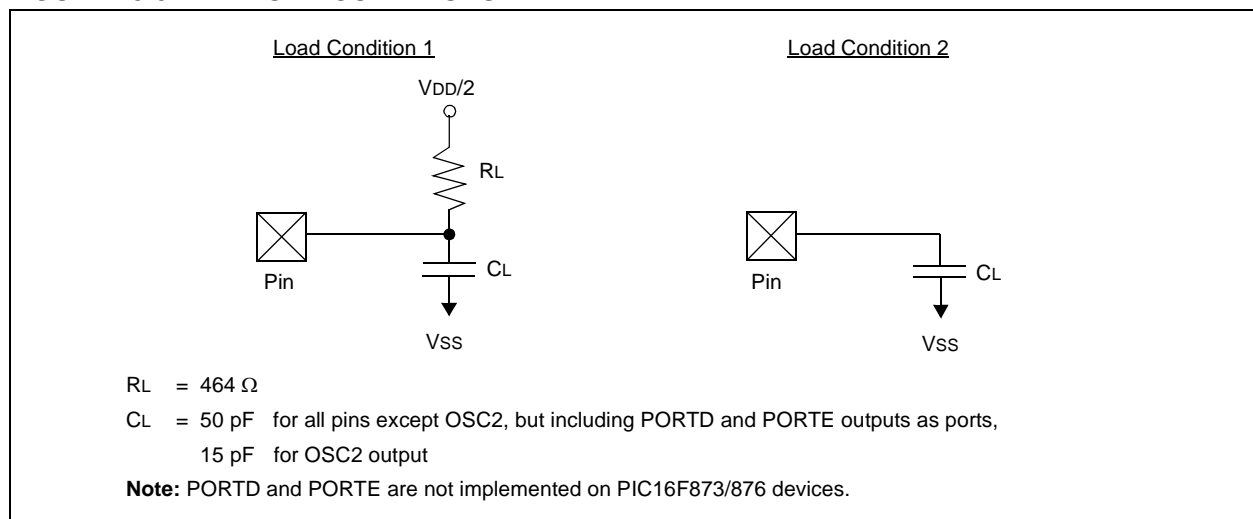 Load Condition 1
Load Condition 2
VDD/2
RL
Pin
CL
VSS
Pin
CL
VSS
RL = 464 Ω
CL = 50 pF for all pins except OSC2, but including PORTD and PORTE outputs as ports,
15 pF for OSC2 output
Note: PORTD and PORTE are not implemented on PIC16F873/876 devices.